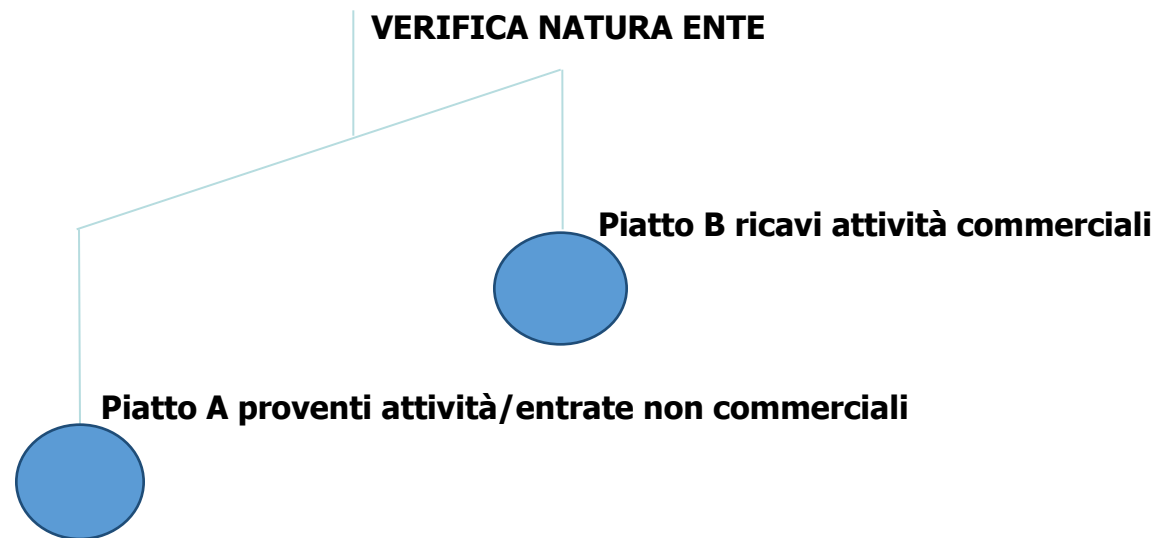 VERIFICA NATURA ENTE
Piatto B ricavi attività commerciali
Piatto A proventi attività/entrate non commerciali